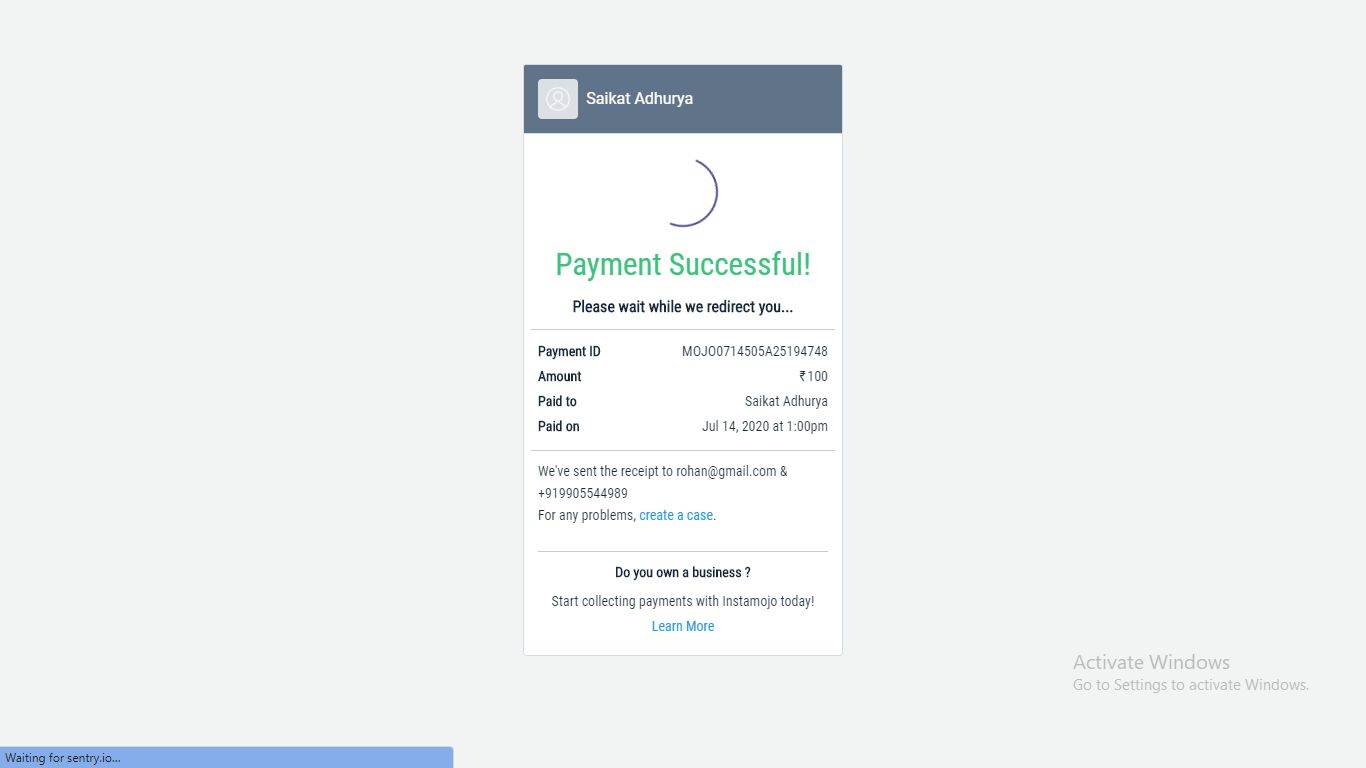 Saikat Adhurya
Payment Successful!
Please wait while we redirect you...
Payment ID MOJO0714505A25194748
Amount ₹100
Paid to Saikat Adhurya
Paid on Jul 14, 2020 at 1:00pm
We've sent the receipt to rohan@gmail.com &
+919905544989
For any problems, create a case.
Do you own a business ?
Start collecting payments with Instamojo today!
Learn More
Activate Windows
Go to Settings to activate Windows.
Waiting for sentry.io...